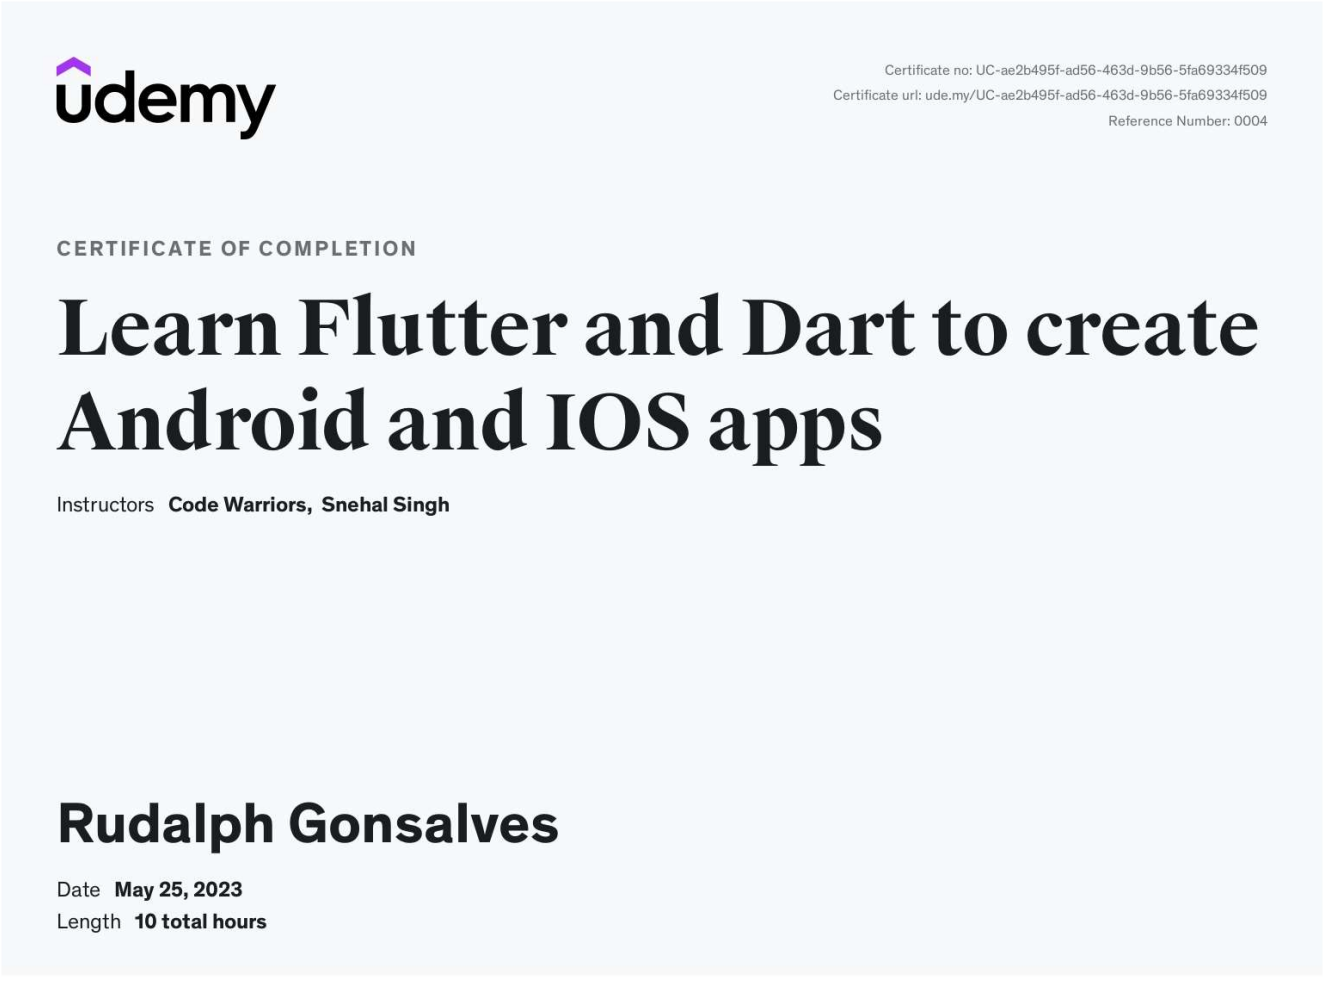 udemy
Certificate no: UC-ae2b495f-ad56-463d-9b56-5fa69334f509
Certificate url: ude.my/UC-ae2b495f-ad56-463d-9b56-5fa69334f509
Reference Number: 0004
CERTIFICATE OF COMPLETION
Learn Flutter and Dart to create
Android and IOS apps
Instructors Code Warriors, Snehal Singh
Rudalph Gonsalves
Date May 25, 2023
Length 10 total hours